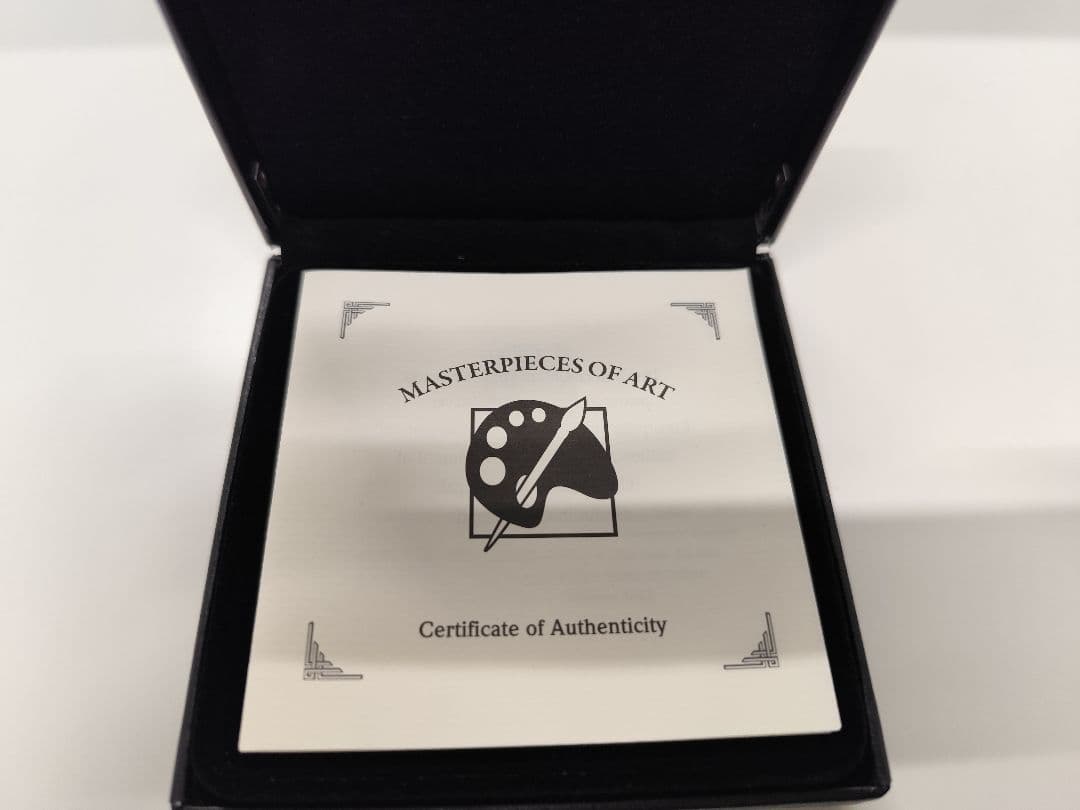 MASTERPIECES OF ART
Certificate of Authenticity